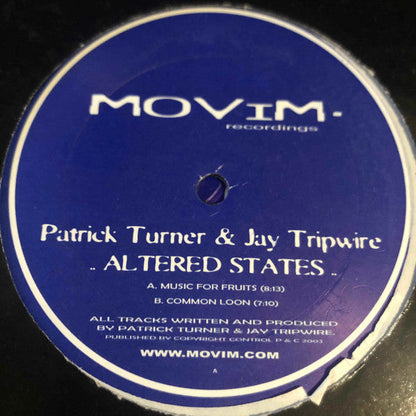 MOVIM.
recordings
Patrick Turner & Jay Tripwire
.. ALTERED STATES ..
A. MUSIC FOR FRUITS (8:13)
B. COMMON LOON (7:10)
ALL TRACKS WRITTEN AND PRODUCED
BY PATRICK TURNER & JAY TRIPWIRE.
PUBLISHED BY COPYRIGHT CONTROL P & C 2003
WWW.MOVIM.COM
A